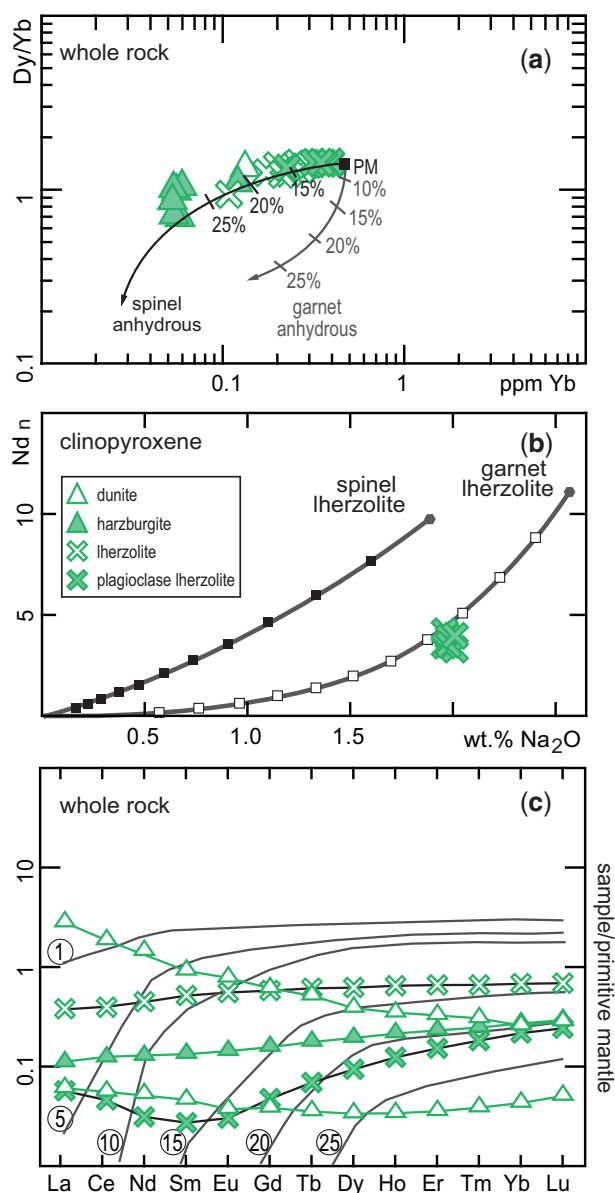 Dy/Yb
whole rock
(a)
1
0.1
PM
10%
15%
20%
25%
15%
20%
25%
spinel
anhydrous
garnet
anhydrous
0.1
1
ppm Yb
Nd n
clinopyroxene
(b)
dunite
harzburgite
lherzolite
plagioclase lherzolite
spinel
lherzolite
garnet
lherzolite
10
5
0.5
1.0
1.5
wt.% Na₂O
whole rock
(c)
10
1
0.1
sample/primitive mantle
1
5
10
15
20
25
La Ce Nd Sm Eu Gd Tb Dy Ho Er Tm Yb Lu